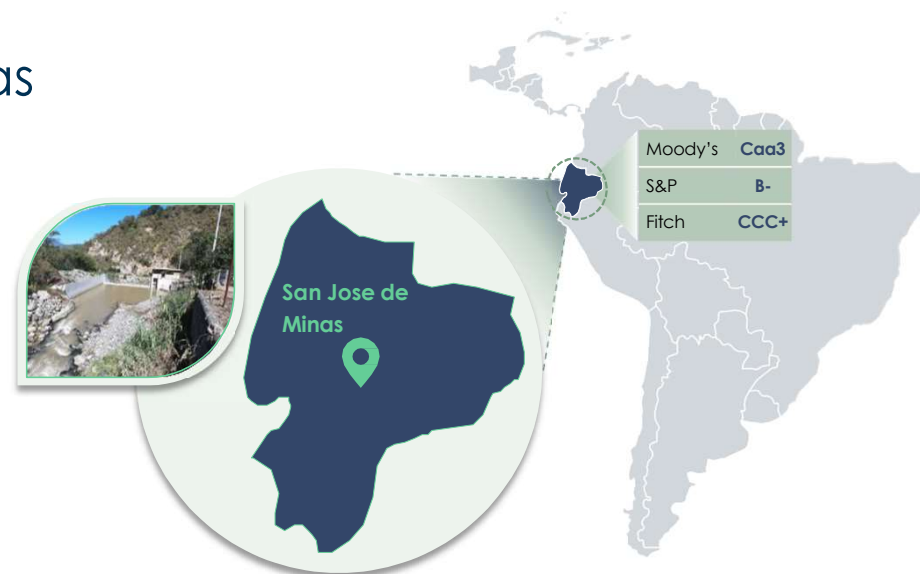 as
Moody's Caa3
S&P B-
Fitch CCC+
San Jose de
Minas